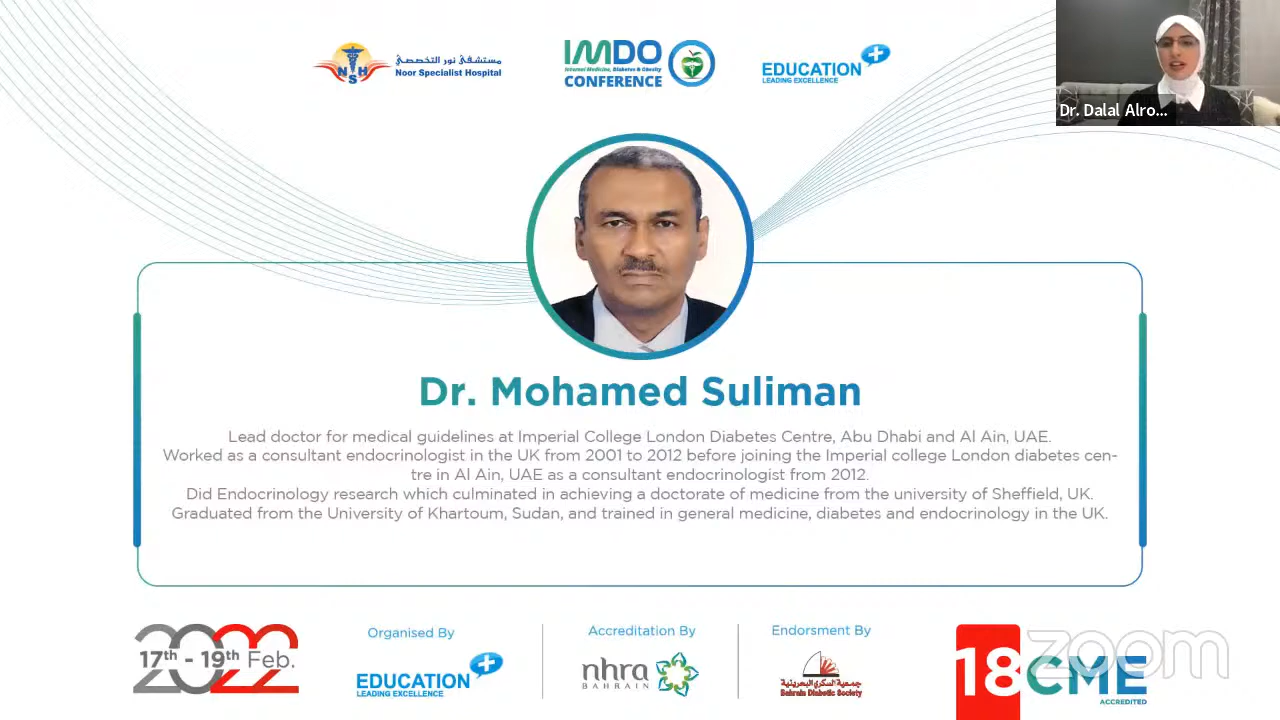 مستشفى نور التخصصي
NSH
Noor Specialist Hospital
IMDO
Internal Medicine, Diabetes & Obesity
CONFERENCE
EDUCATION
LEADING EXCELLENCE
Dr. Dalal Alro...
Dr. Mohamed Suliman
Lead doctor for medical guidelines at Imperial College London Diabetes Centre, Abu Dhabi and Al Ain, UAE.
Worked as a consultant endocrinologist in the UK from 2001 to 2012 before joining the Imperial college London diabetes cen-
tre in Al Ain, UAE as a consultant endocrinologist from 2012.
Did Endocrinology research which culminated in achieving a doctorate of medicine from the university of Sheffield, UK.
Graduated from the University of Khartoum, Sudan, and trained in general medicine, diabetes and endocrinology in the UK.
2022
17th - 19th Feb.
Organised By
EDUCATION
LEADING EXCELLENCE
Accreditation By
nhra
BAHRAIN
Endorsment By
جمعية السكري البحرينية
Bahrain Diabetic Society
18 CME
ACCREDITED
zoom